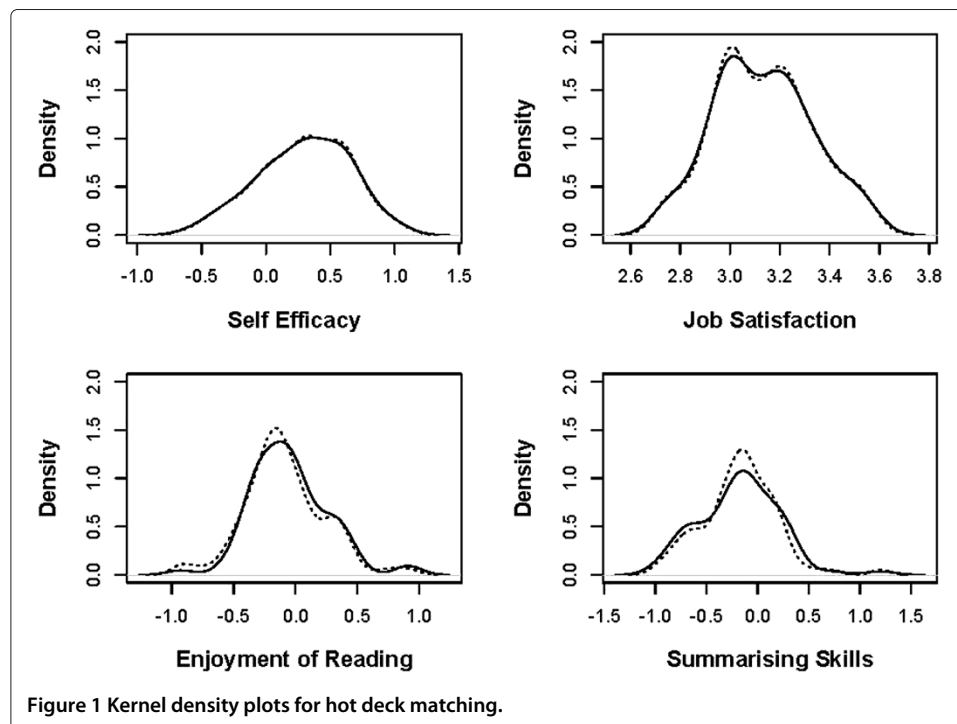 Density
2.0
1.5
1.0
0.5
0.0
-1.0 -0.5 0.0 0.5 1.0 1.5
Self Efficacy
Density
2.0
1.5
1.0
0.5
0.0
2.6 2.8 3.0 3.2 3.4 3.6 3.8
Job Satisfaction
Density
2.0
1.5
1.0
0.5
0.0
-1.0 -0.5 0.0 0.5 1.0
Enjoyment of Reading
Density
2.0
1.5
1.0
0.5
0.0
-1.5 -1.0 -0.5 0.0 0.5 1.0 1.5
Summarising Skills
Figure 1 Kernel density plots for hot deck matching.